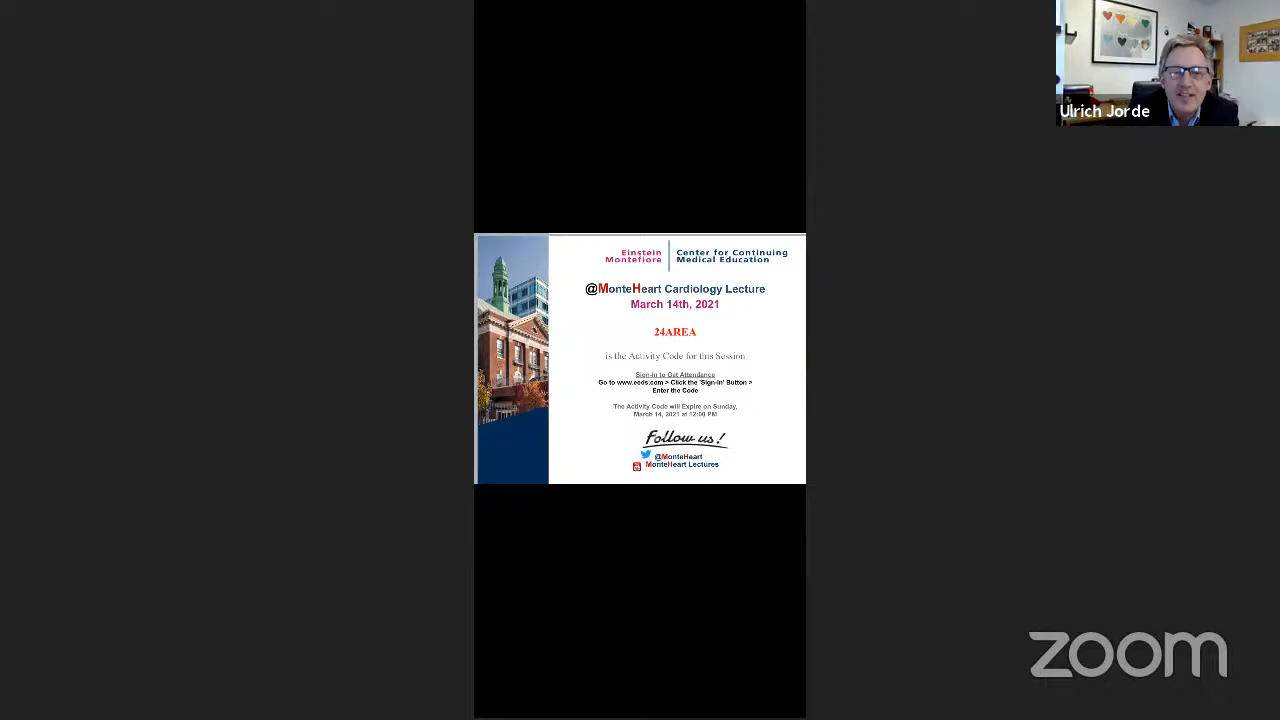 Ulrich Jorde
Einstein
Montefiore
Center for Continuing
Medical Education
@MonteHeart Cardiology Lecture
March 14th, 2021
24AREA
is the Activity Code for this Session
Sign-in to Get Attendance
Go to www.eeds.com > Click the 'Sign-In' Button >
Enter the Code
The Activity Code will Expire on Sunday,
March 14, 2021 at 12:00 PM
Follow us!
@MonteHeart
MonteHeart Lectures
zoom